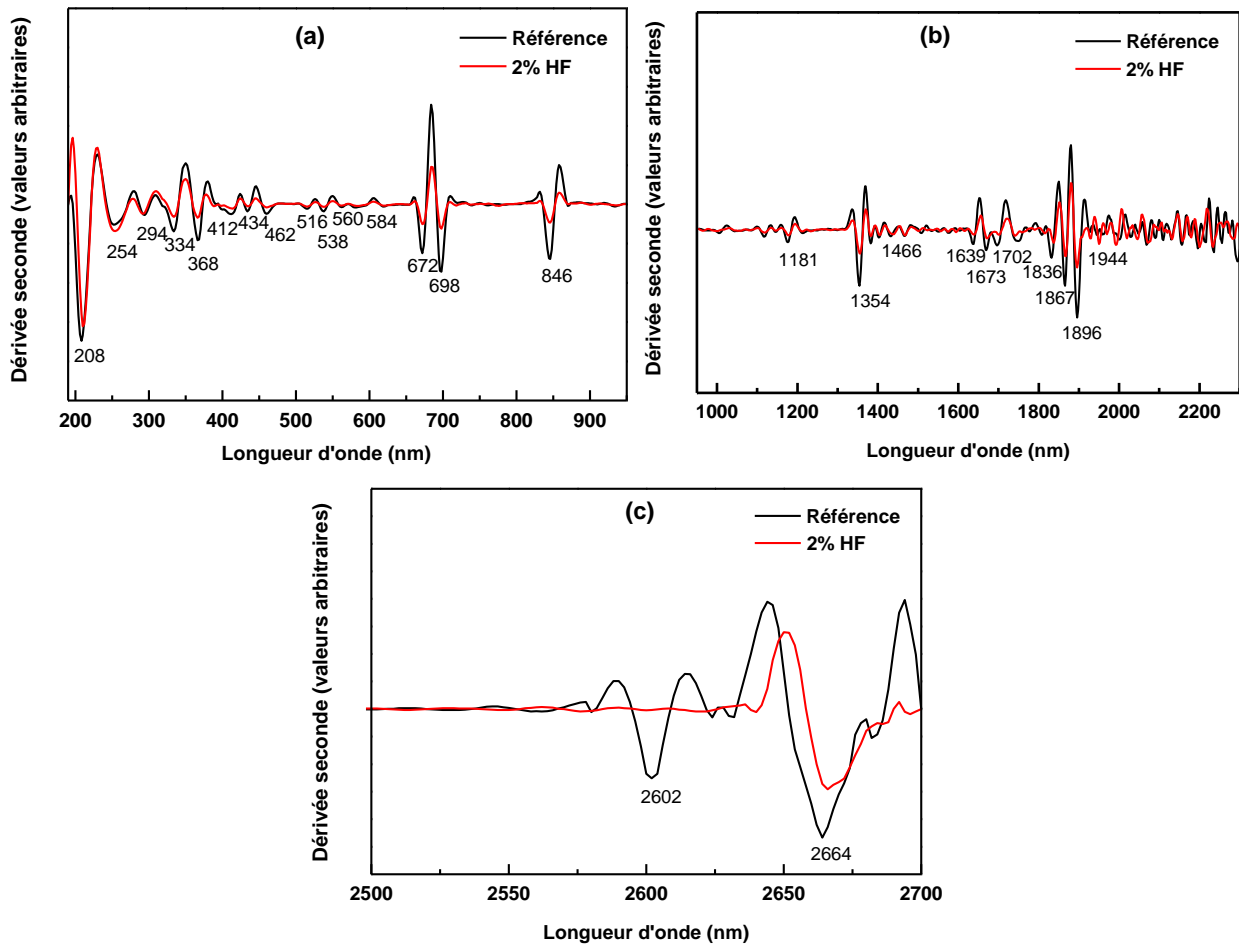 (a)
Référence
2% HF
Dérivée seconde (valeurs arbitraires)
208
254
294
334
368
412
434
462
516
538
560
584
672
698
846
200 300 400 500 600 700 800 900
Longueur d'onde (nm)
(b)
Référence
2% HF
Dérivée seconde (valeurs arbitraires)
1181
1354
1466
1639
1673
1702
1836
1867
1896
1944
1000 1200 1400 1600 1800 2000 2200
Longueur d'onde (nm)
(c)
Référence
2% HF
Dérivée seconde (valeurs arbitraires)
2602
2664
2500 2550 2600 2650 2700
Longueur d'onde (nm)